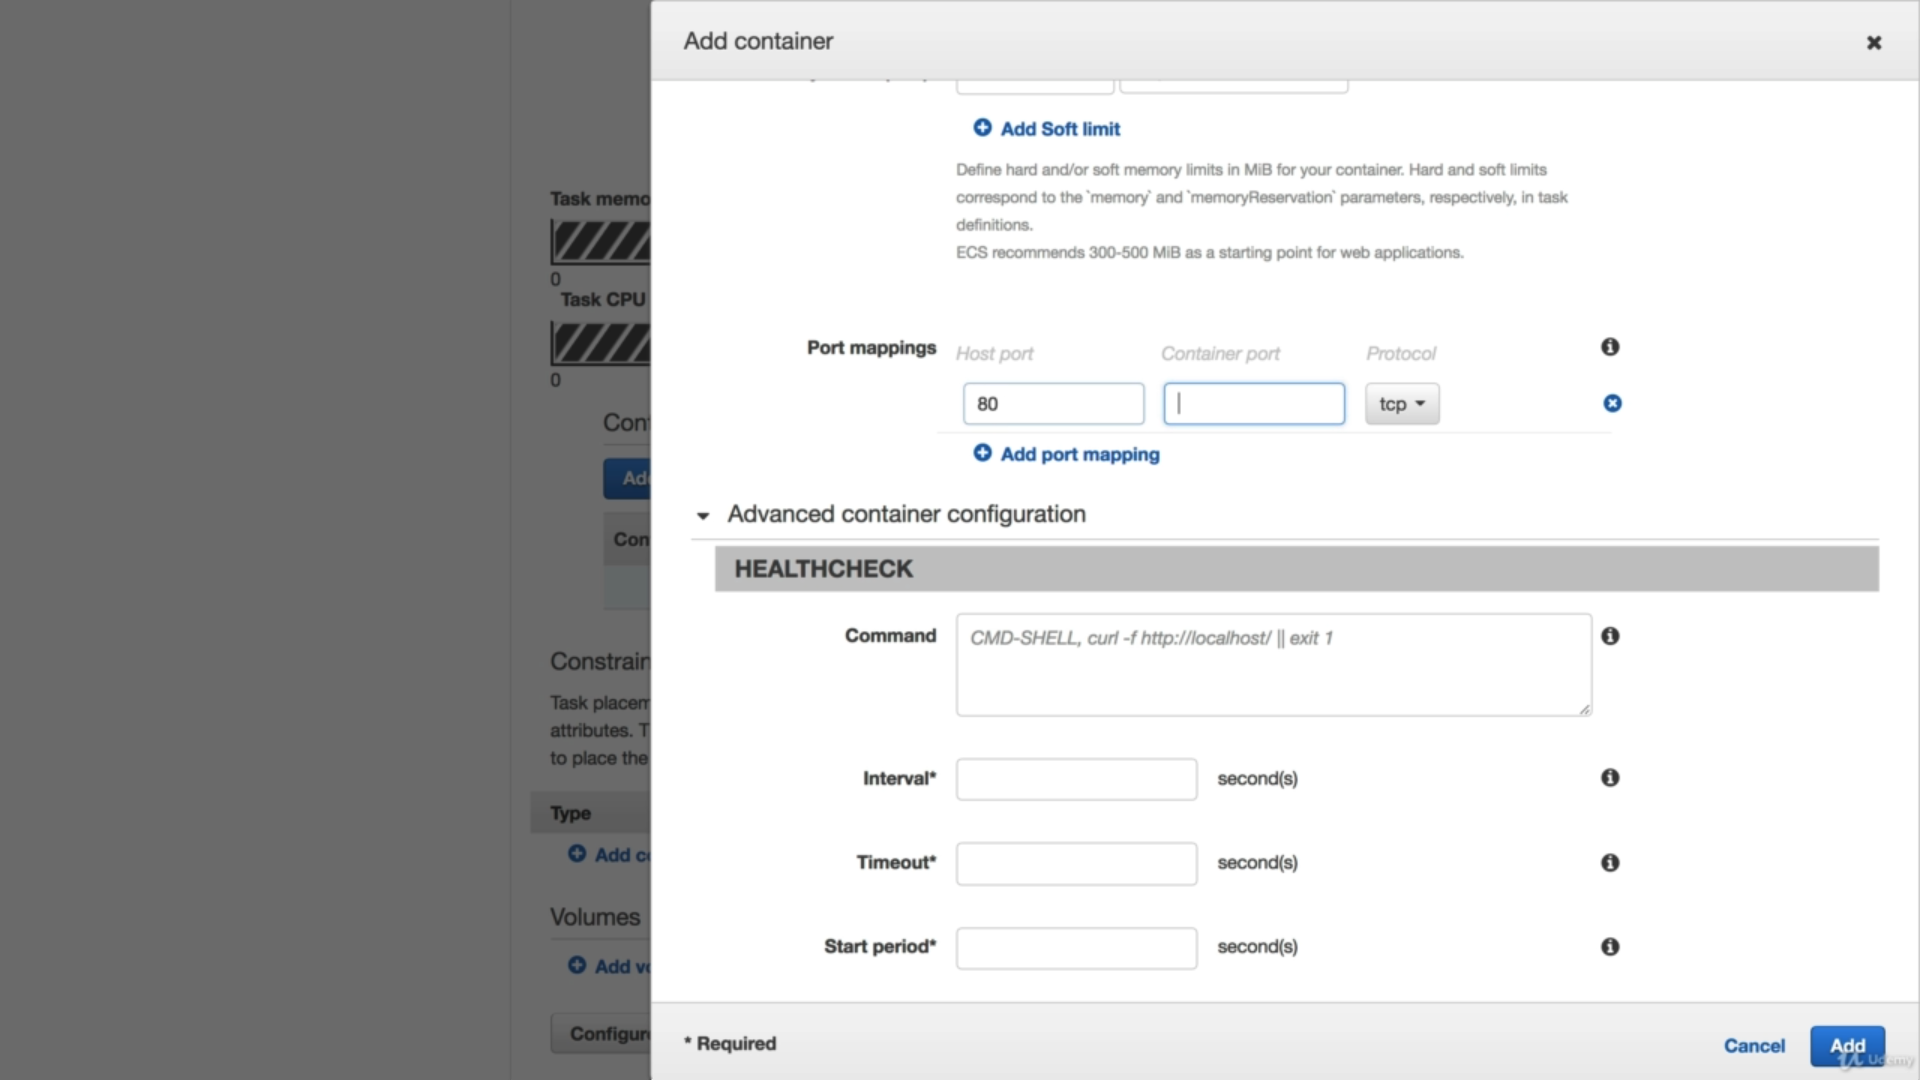 Add container
Add Soft limit
Define hard and/or soft memory limits in MiB for your container. Hard and soft limits
correspond to the `memory` and `memoryReservation` parameters, respectively, in task
definitions.
ECS recommends 300-500 MiB as a starting point for web applications.
Task memo
0
Task CPU
0
Port mappings
Host port Container port Protocol
80 tcp
Add port mapping
Advanced container configuration
HEALTHCHECK
Command
CMD-SHELL, curl -f http://localhost/ || exit 1
Interval* second(s)
Timeout* second(s)
Start period* second(s)
Con
Ad
Con
Constrain
Task placem
attributes. T
to place the
Type
Add c
Volumes
Add v
Configur
* Required
Cancel
Add
Udemy